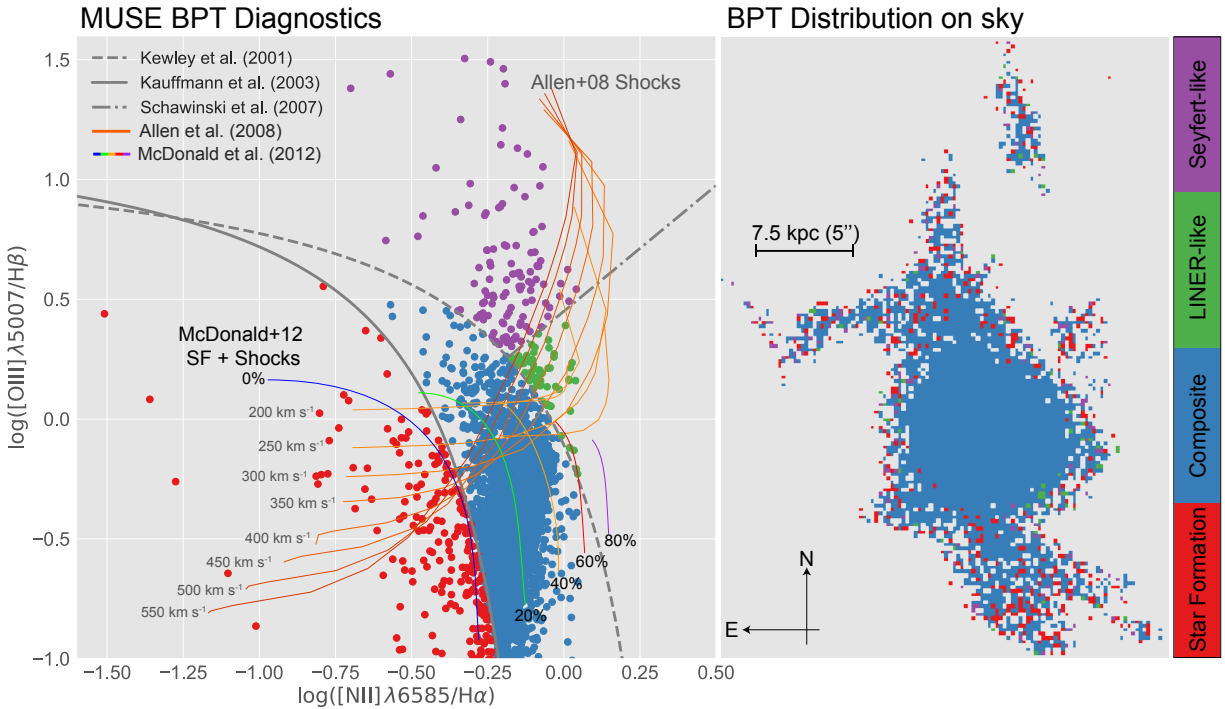 MUSE BPT Diagnostics
BPT Distribution on sky
Kewley et al. (2001)
Kauffmann et al. (2003)
Schawinski et al. (2007)
Allen et al. (2008)
McDonald et al. (2012)
Allen+08 Shocks
McDonald+12
SF + Shocks
0%
200 km s⁻¹
250 km s⁻¹
300 km s⁻¹
350 km s⁻¹
400 km s⁻¹
450 km s⁻¹
500 km s⁻¹
550 km s⁻¹
20%
40%
60%
80%
1.5
1.0
0.5
0.0
−0.5
−1.0
log([OIII]λ5007/Hβ)
−1.50
−1.25
−1.00
−0.75
−0.50
−0.25
0.00
0.25
0.50
log([NII]λ6585/Hα)
7.5 kpc (5’’)
N
E
Seyfert-like
LINER-like
Composite
Star Formation